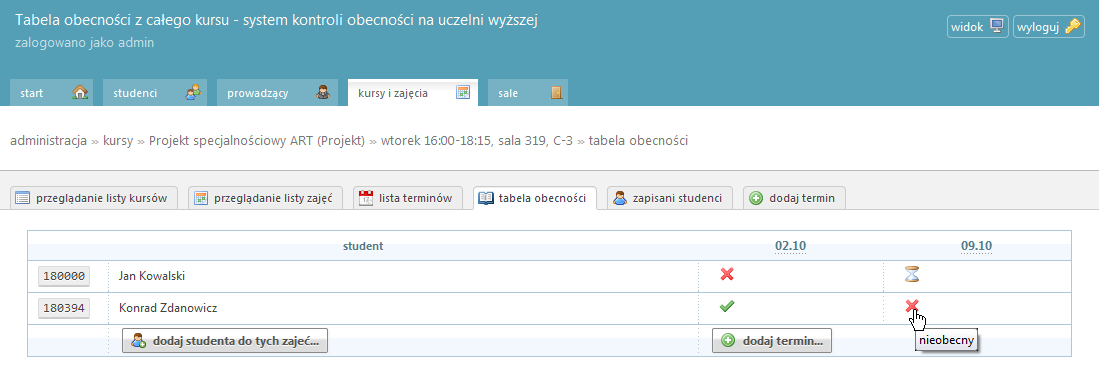 Tabela obecności z całego kursu - system kontroli obecności na uczelni wyższej
zalogowano jako admin
widok
wyloguj
start
studenci
prowadzący
kursy i zajęcia
sale
administracja » kursy » Projekt specjalnościowy ART (Projekt) » wtorek 16:00-18:15, sala 319, C-3 » tabela obecności
przeglądanie listy kursów
przeglądanie listy zajęć
lista terminów
tabela obecności
zapisani studenci
dodaj termin
student 02.10 09.10
180000 Jan Kowalski
180394 Konrad Zdanowicz
dodaj studenta do tych zajeć... dodaj termin...
nieobecny